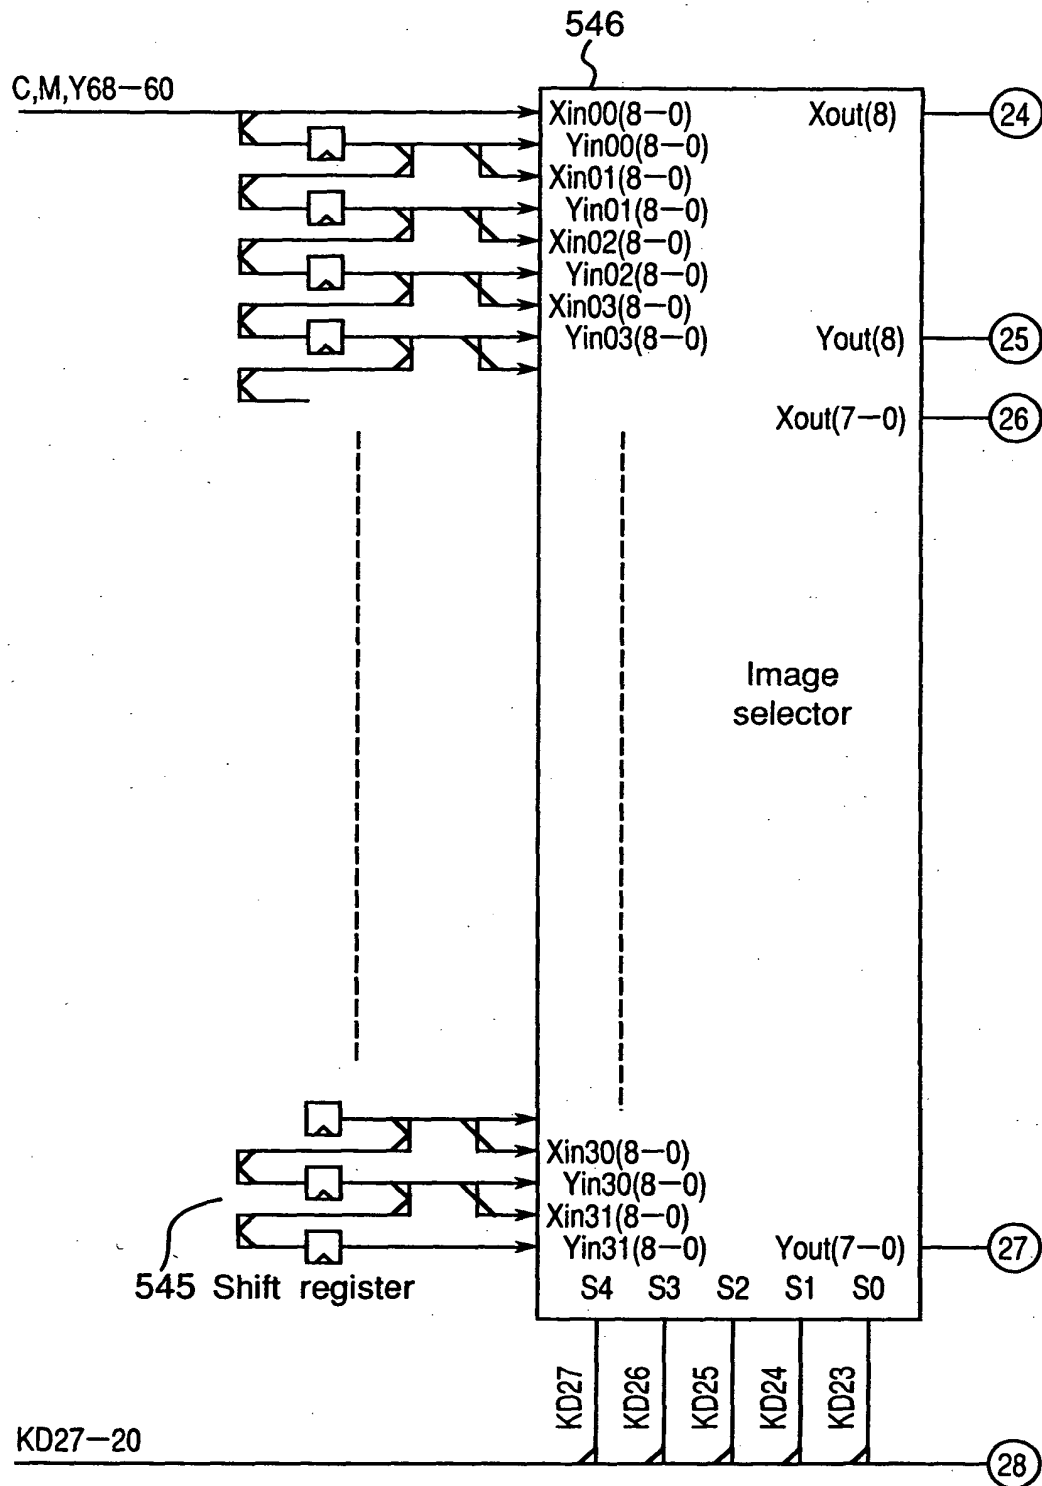 546
C,M,Y68-60
Xin00(8-0) Xout(8) 24
Yin00(8-0)
Xin01(8-0)
Yin01(8-0)
Xin02(8-0)
Yin02(8-0)
Xin03(8-0)
Yin03(8-0) Yout(8) 25
Xout(7-0) 26
Image
selector
Xin30(8-0)
Yin30(8-0)
Xin31(8-0)
Yin31(8-0) Yout(7-0) 27
545 Shift register
S4 S3 S2 S1 S0
KD27 KD26 KD25 KD24 KD23
KD27-20 28